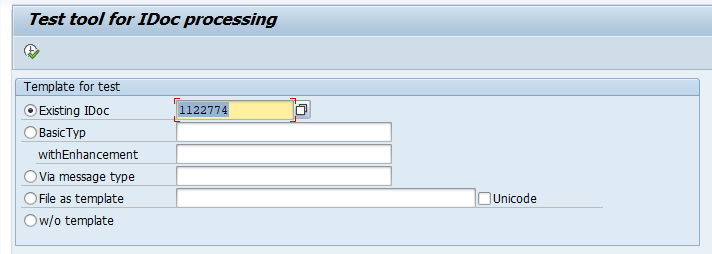 Test tool for IDoc processing
Template for test
Existing IDoc 1122774
BasicTyp
withEnhancement
Via message type
File as template Unicode
w/o template